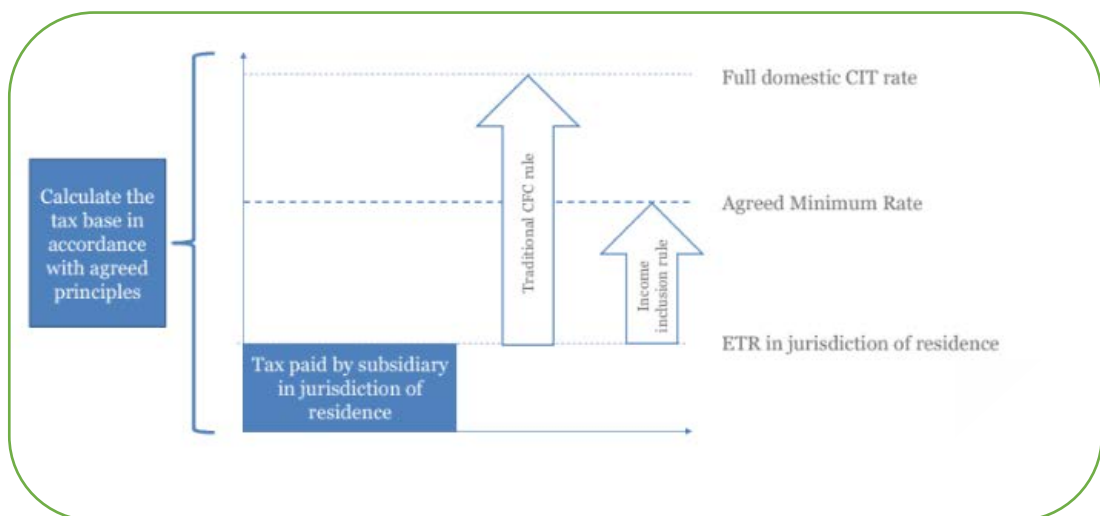 Full domestic CIT rate
Calculate the
tax base in
accordance
with agreed
principles
Traditional CFC rule
Agreed Minimum Rate
Income
inclusion rule
ETR in jurisdiction of residence
Tax paid by subsidiary
in jurisdiction of
residence